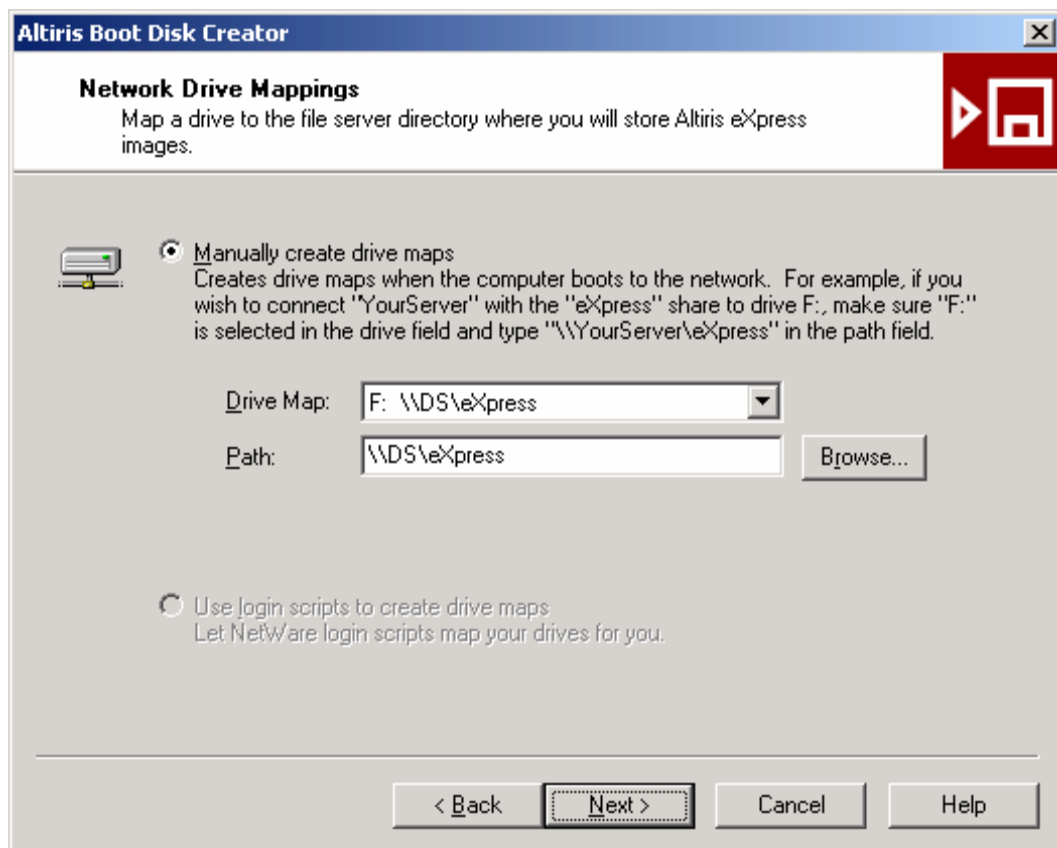 Altiris Boot Disk Creator
Network Drive Mappings
Map a drive to the file server directory where you will store Altiris eXpress
images.
Manually create drive maps
Creates drive maps when the computer boots to the network.  For example, if you
wish to connect "YourServer" with the "eXpress" share to drive F:, make sure "F:"
is selected in the drive field and type "\\YourServer\eXpress" in the path field.
Drive Map: F:  \\DS\eXpress
Path: \\DS\eXpress Browse...
Use login scripts to create drive maps
Let NetWare login scripts map your drives for you.
< Back Next > Cancel Help